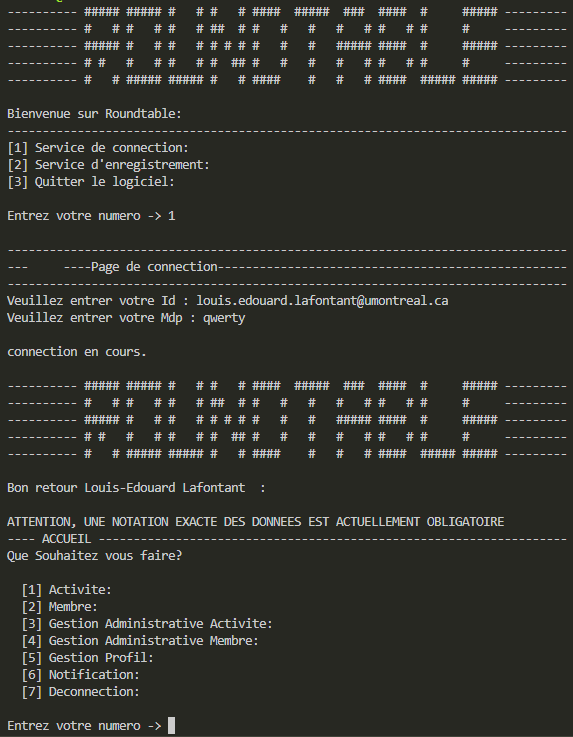 ---------- ##### ##### #   # #   # ####  #####  ###  ####  #     ##### ---------
---------- #   # #   # #   # ##  # #   #   #   #   # #   # #     #     ---------
---------- ##### #   # #   # # # # #   #   #   ##### ####  #     ##### ---------
---------- # #   #   # #   # #  ## #   #   #   #   # #   # #     #     ---------
---------- #   # ##### ##### #   # ####    #   #   # ####  ##### ##### ---------
Bienvenue sur Roundtable:
--------------------------------------------------------------------------------
[1] Service de connection:
[2] Service d'enregistrement:
[3] Quitter le logiciel:
Entrez votre numero -> 1
--------------------------------------------------------------------------------
---     ----Page de connection--------------------------------------------------
--------------------------------------------------------------------------------
Veuillez entrer votre Id : louis.edouard.lafontant@umontreal.ca
Veuillez entrer votre Mdp : qwerty
connection en cours.
---------- ##### ##### #   # #   # ####  #####  ###  ####  #     ##### ---------
---------- #   # #   # #   # ##  # #   #   #   #   # #   # #     #     ---------
---------- ##### #   # #   # # # # #   #   #   ##### ####  #     ##### ---------
---------- # #   #   # #   # #  ## #   #   #   #   # #   # #     #     ---------
---------- #   # ##### ##### #   # ####    #   #   # ####  ##### ##### ---------
Bon retour Louis-Edouard Lafontant  :
ATTENTION, UNE NOTATION EXACTE DES DONNEES EST ACTUELLEMENT OBLIGATOIRE
---- ACCUEIL -------------------------------------------------------------------
Que Souhaitez vous faire?
[1] Activite:
[2] Membre:
[3] Gestion Administrative Activite:
[4] Gestion Administrative Membre:
[5] Gestion Profil:
[6] Notification:
[7] Deconnection:
Entrez votre numero ->